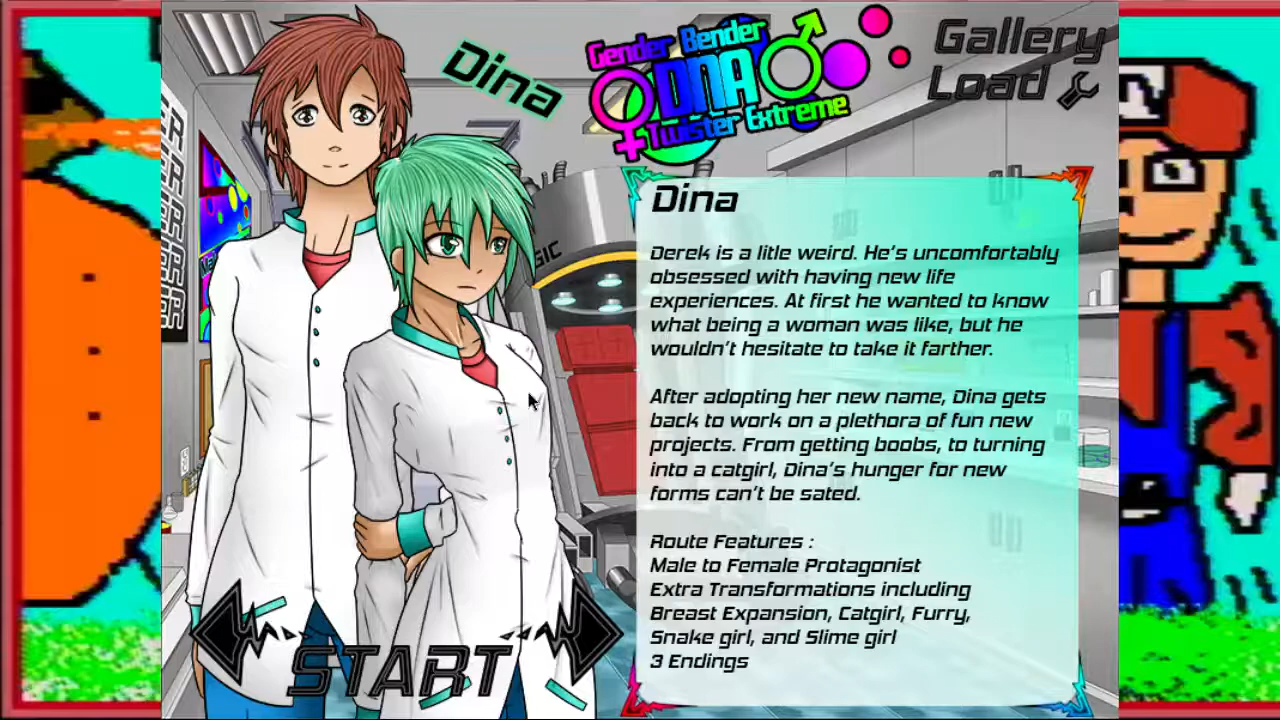 Dina
Gender Bender
DNA
Twister Extreme
Gallery
Load
Dina
Derek is a litle weird. He's uncomfortably
obsessed with having new life
experiences. At first he wanted to know
what being a woman was like, but he
wouldn't hesitate to take it farther.
After adopting her new name, Dina gets
back to work on a plethora of fun new
projects. From getting boobs, to turning
into a catgirl, Dina's hunger for new
forms can't be sated.
Route Features :
Male to Female Protagonist
Extra Transformations including
Breast Expansion, Catgirl, Furry,
Snake girl, and Slime girl
3 Endings
START